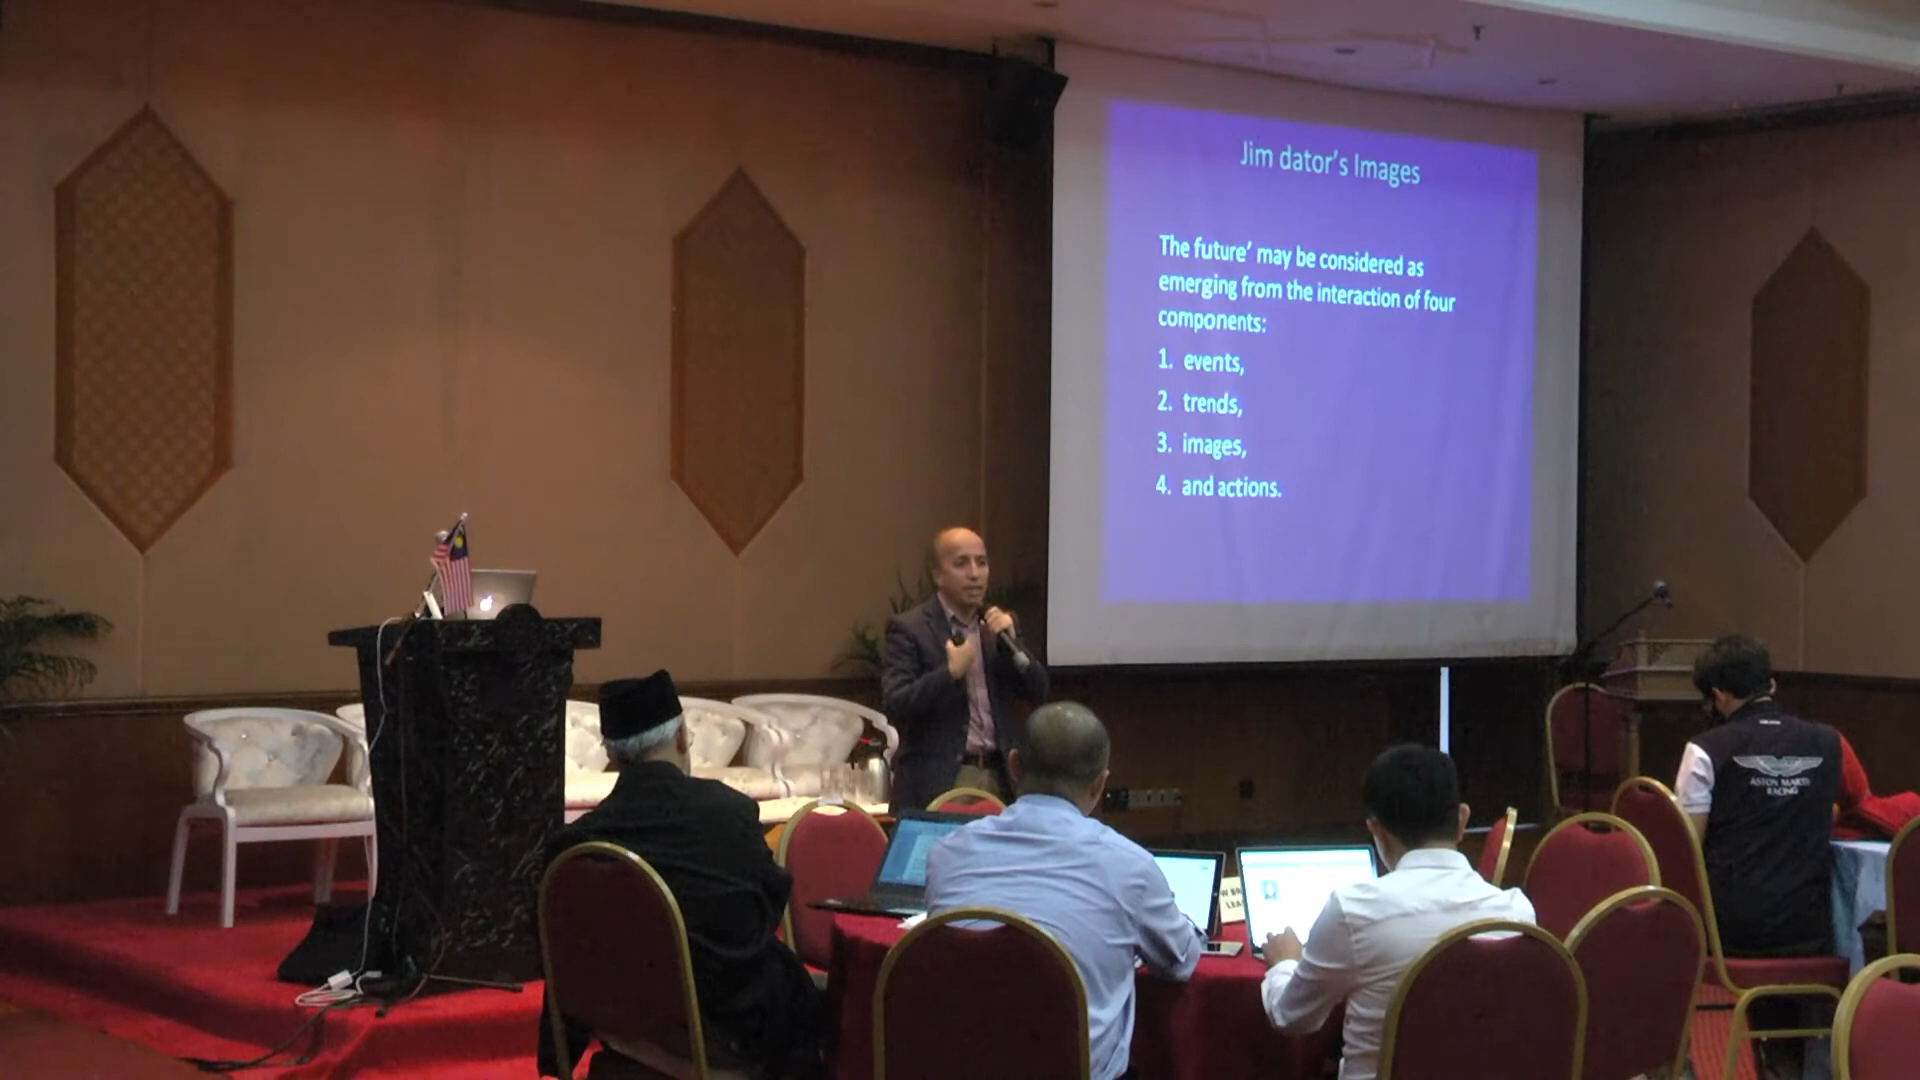 Jim dator's Images
The future' may be considered as
emerging from the interaction of four
components:
1. events,
2. trends,
3. images,
4. and actions.
ASTON MARTIN
RACING